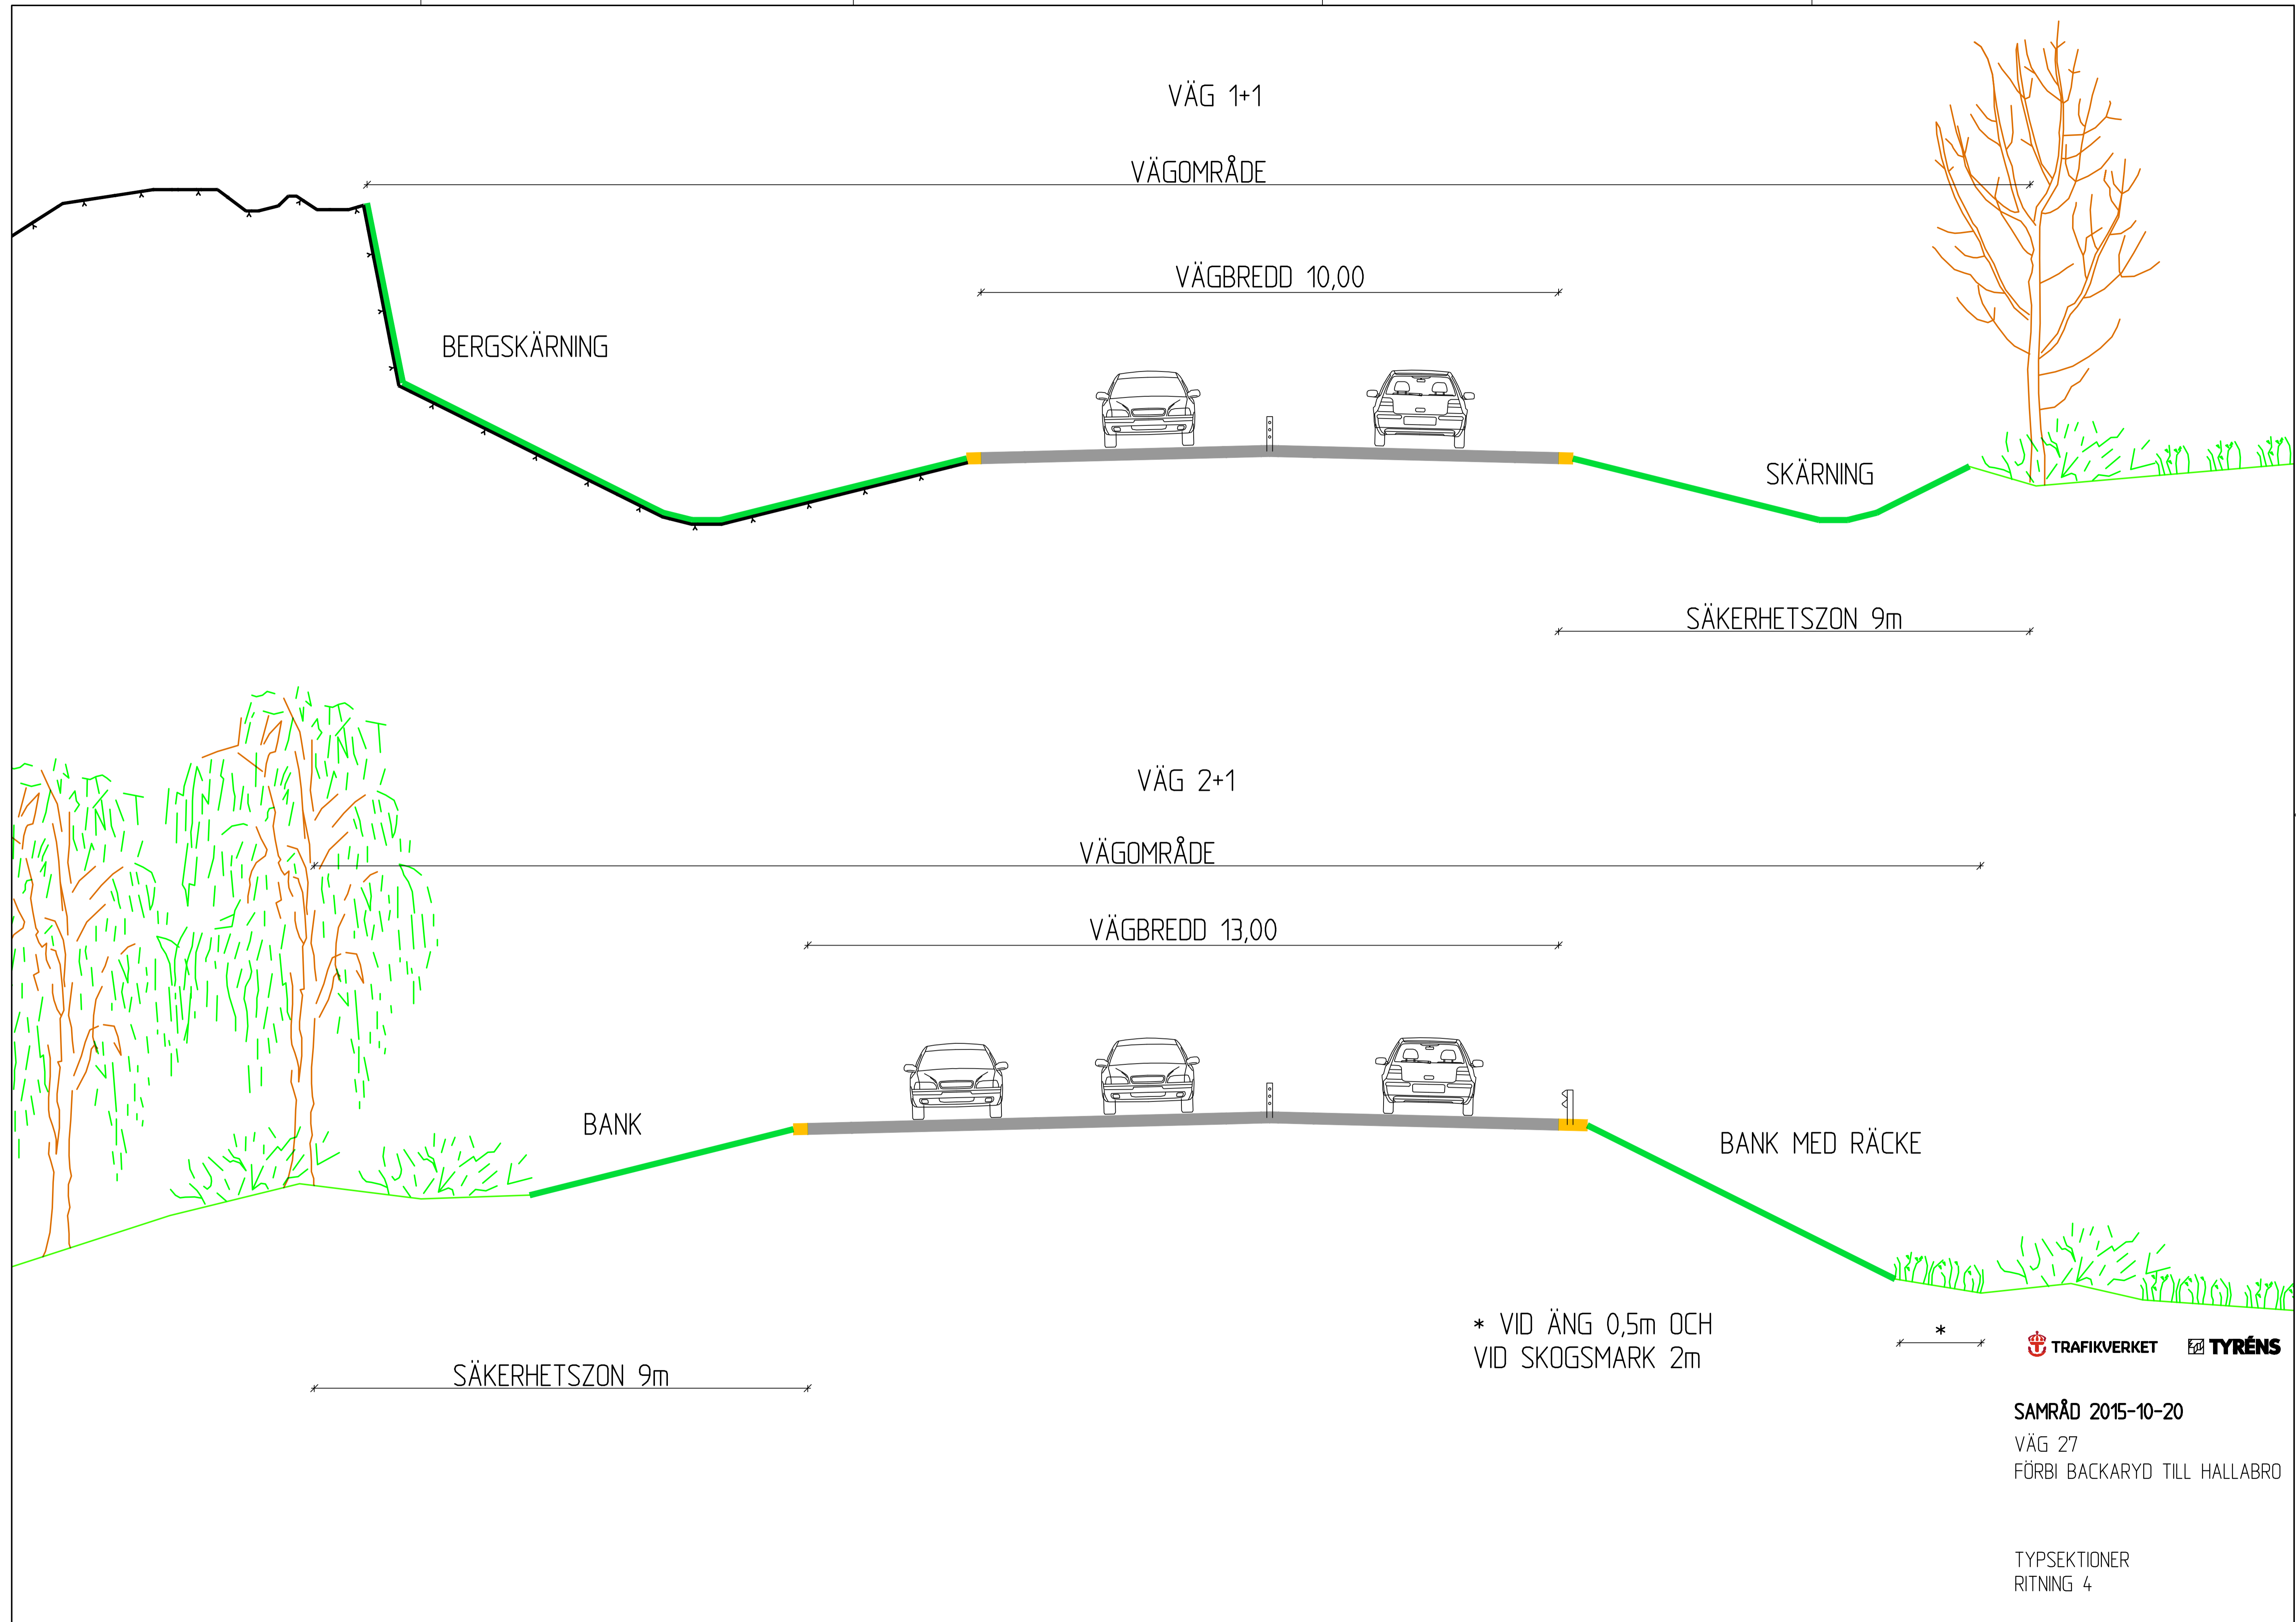 VÄG 1+1
VÄGOMRÅDE
VÄGBREDD 10,00
BERGSKÄRNING
SKÄRNING
SÄKERHETSZON 9m
VÄG 2+1
VÄGOMRÅDE
VÄGBREDD 13,00
BANK
BANK MED RÄCKE
* VID ÄNG 0,5m OCH
VID SKOGSMARK 2m
*
SÄKERHETSZON 9m
TRAFIKVERKET
TYRÉNS
SAMRÅD 2015-10-20
VÄG 27
FÖRBI BACKARYD TILL HALLABRO
TYPSEKTIONER
RITNING 4